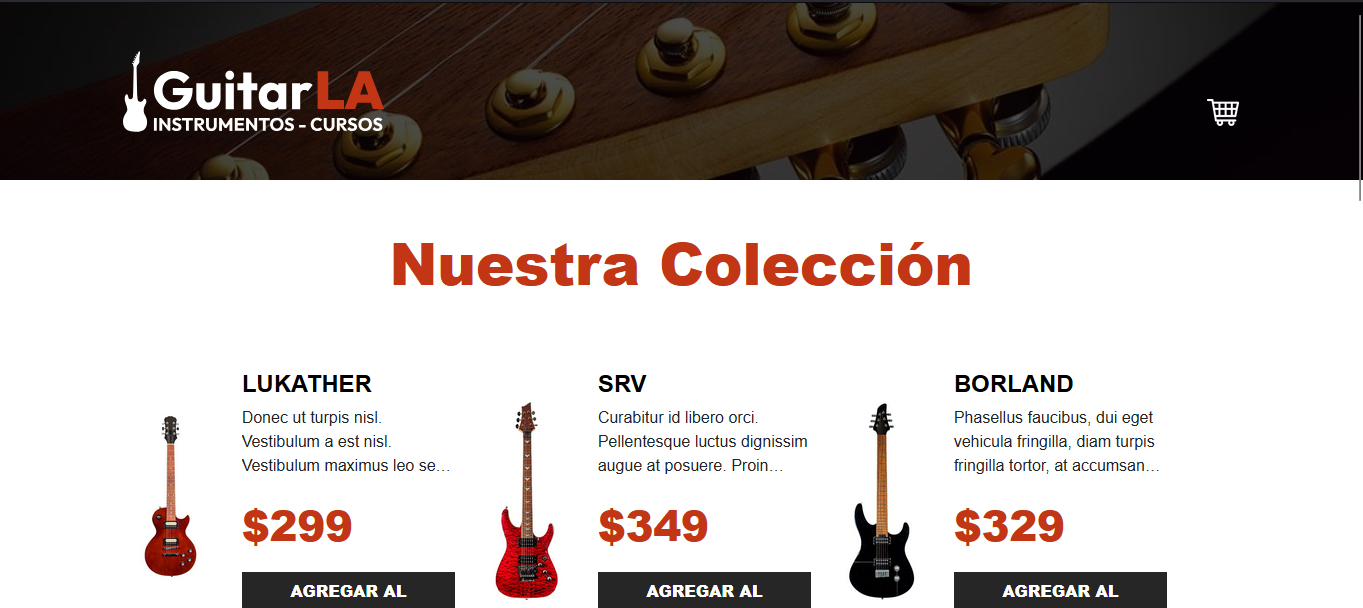 GuitarLA
INSTRUMENTOS - CURSOS
Nuestra Colección
LUKATHER
Donec ut turpis nisl.
Vestibulum a est nisl.
Vestibulum maximus leo se...
$299
AGREGAR AL
SRV
Curabitur id libero orci.
Pellentesque luctus dignissim
augue at posuere. Proin...
$349
AGREGAR AL
BORLAND
Phasellus faucibus, dui eget
vehicula fringilla, diam turpis
fringilla tortor, at accumsan...
$329
AGREGAR AL